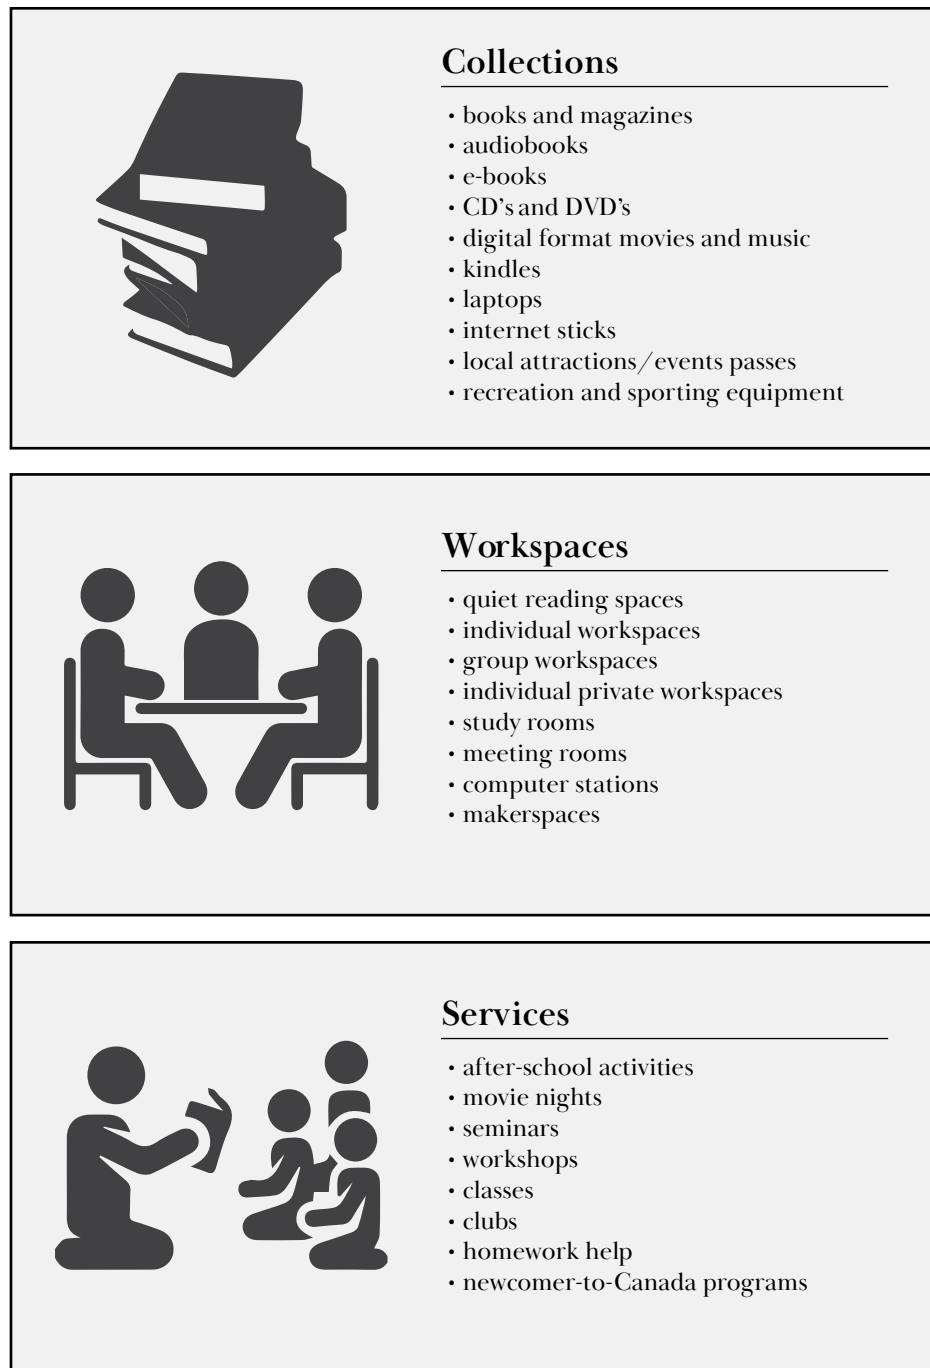 Collections
• books and magazines
• audiobooks
• e-books
• CD’s and DVD’s
• digital format movies and music
• kindles
• laptops
• internet sticks
• local attractions/events passes
• recreation and sporting equipment
Workspaces
• quiet reading spaces
• individual workspaces
• group workspaces
• individual private workspaces
• study rooms
• meeting rooms
• computer stations
• makerspaces
Services
• after-school activities
• movie nights
• seminars
• workshops
• classes
• clubs
• homework help
• newcomer-to-Canada programs